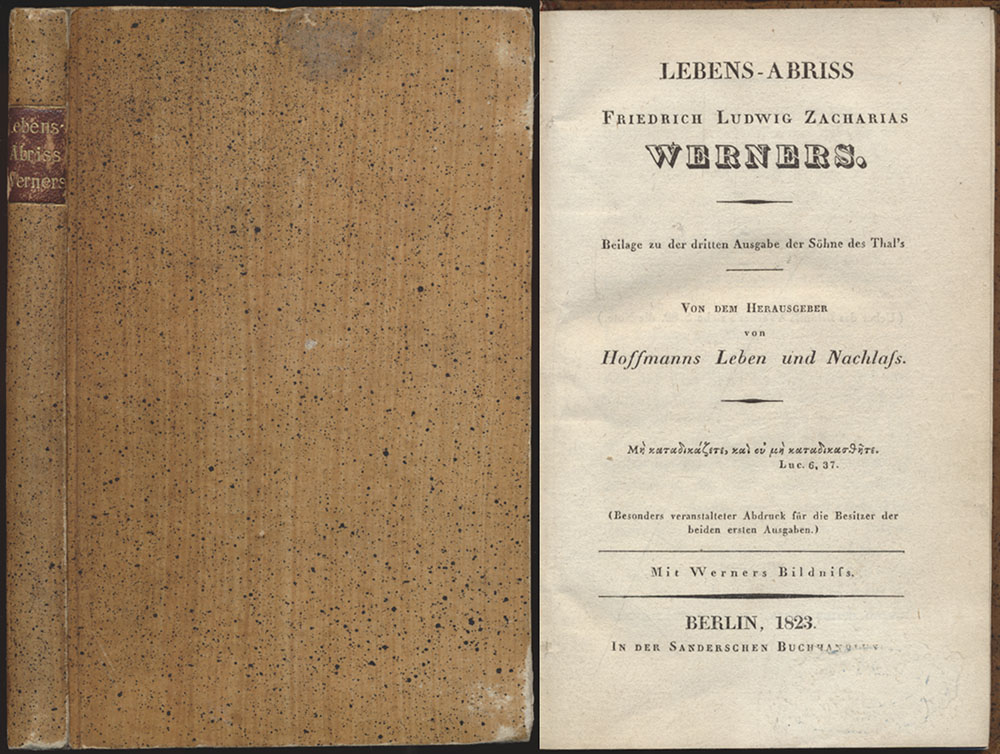 Lebens-
Abriss
Werners
LEBENS-ABRISS
FRIEDRICH LUDWIG ZACHARIAS
WERNERS.
Beilage zu der dritten Ausgabe der Söhne des Thal's
VON DEM HERAUSGEBER
von
Hoffmanns Leben und Nachlaſs.
Μὴ καταδικάζετε, καὶ οὐ μὴ καταδικασθῆτε.
Luc. 6, 37.
(Besonders veranstalteter Abdruck für die Besitzer der
beiden ersten Ausgaben.)
Mit Werners Bildniſs.
BERLIN, 1823.
IN DER SANDERSCHEN BUCHHANDLUNG